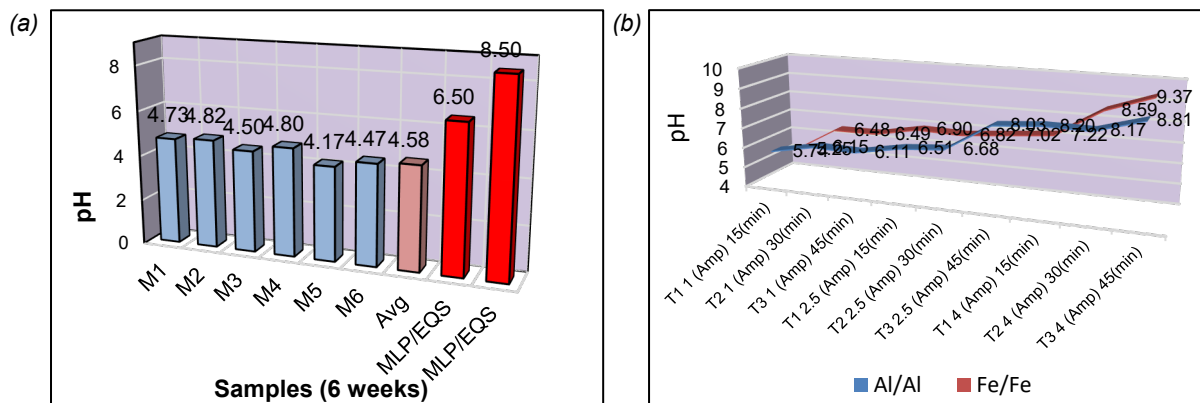 (a)
8
6
4
2
0
pH
4.73
4.82
4.50
4.80
4.17
4.47
4.58
6.50
8.50
M1
M2
M3
M4
M5
M6
Avg
MLP/EQS
MLP/EQS
Samples (6 weeks)
(b)
10
9
8
7
6
5
4
pH
5.74
6.15
6.48
6.11
6.49
6.51
6.90
6.68
6.82
8.03
7.02
8.20
7.22
8.17
8.59
8.81
9.37
T1 1 (Amp) 15(min)
T2 1 (Amp) 30(min)
T3 1 (Amp) 45(min)
T1 2.5 (Amp) 15(min)
T2 2.5 (Amp) 30(min)
T3 2.5 (Amp) 45(min)
T1 4 (Amp) 15(min)
T2 4 (Amp) 30(min)
T3 4 (Amp) 45(min)
Al/Al
Fe/Fe